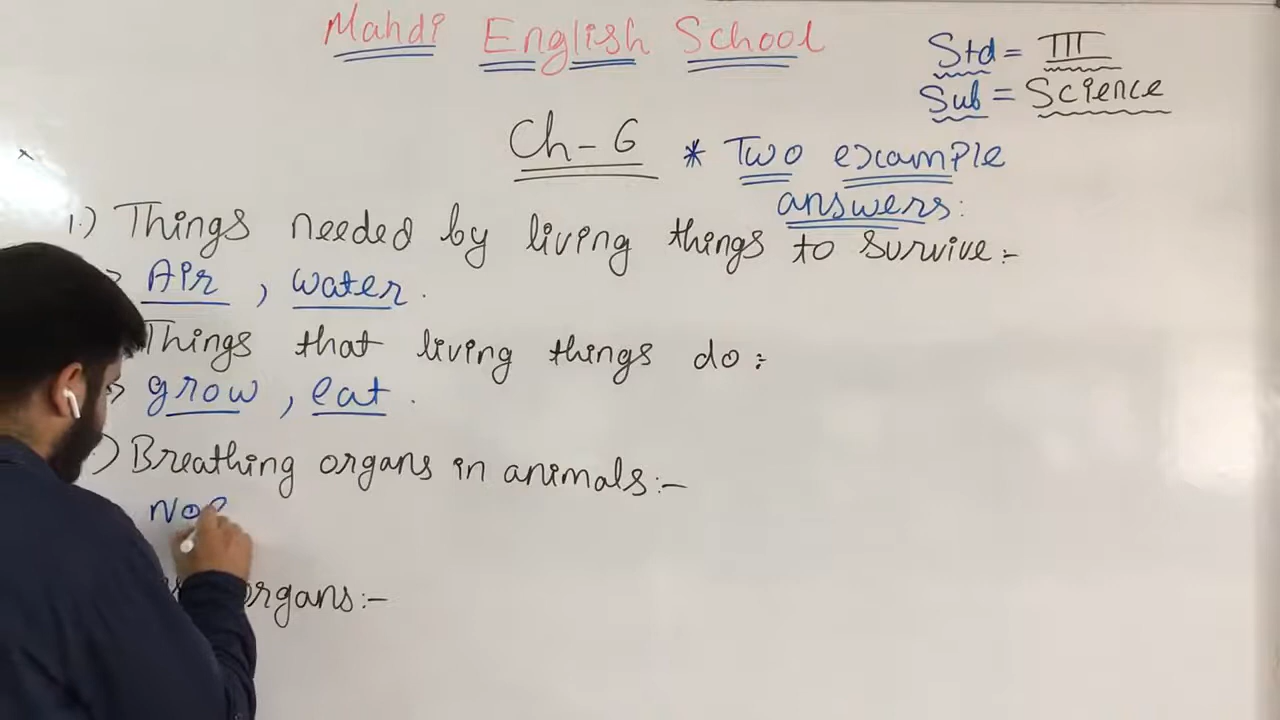 Mahdi English School
Std = III
Sub = Science
Ch-6 * Two example
answers:
1.) Things needed by living things to survive:-
Air, water.
Things that living things do:
grow, eat.
) Breathing organs in animals:-
organs:-